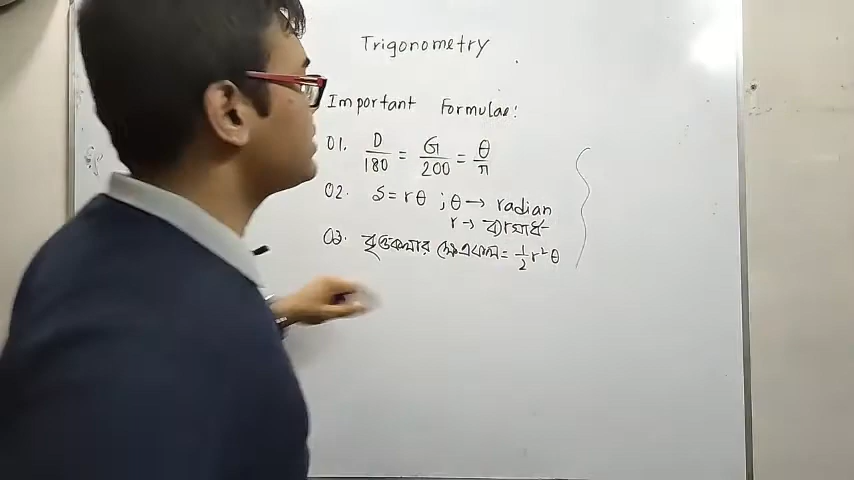 Trigonometry
Important Formulae:
01. D/180 = G/200 = θ/π
02. S = rθ ; θ → radian
r → ব্যাসার্ধ
03. বৃত্তকলার ক্ষেত্রফল = 1/2 r²θ